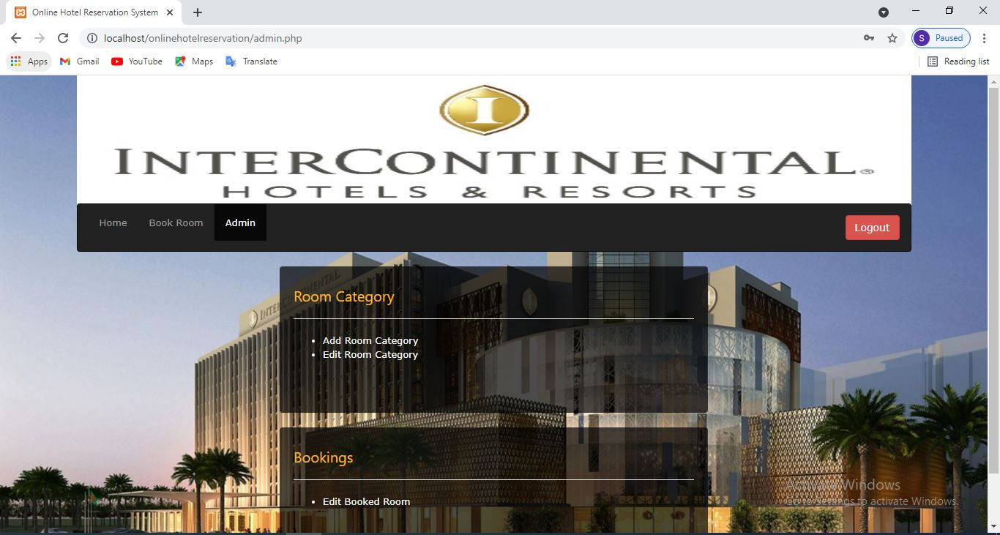 Online Hotel Reservation System
localhost/onlinehotelreservation/admin.php
S Paused
Apps Gmail YouTube Maps Translate Reading list
I
INTERCONTINENTAL®
HOTELS & RESORTS
Home Book Room Admin Logout
INTERCONTINENTAL
Room Category
• Add Room Category
• Edit Room Category
Bookings
• Edit Booked Room
Activate Windows
Go to Settings to activate Windows.